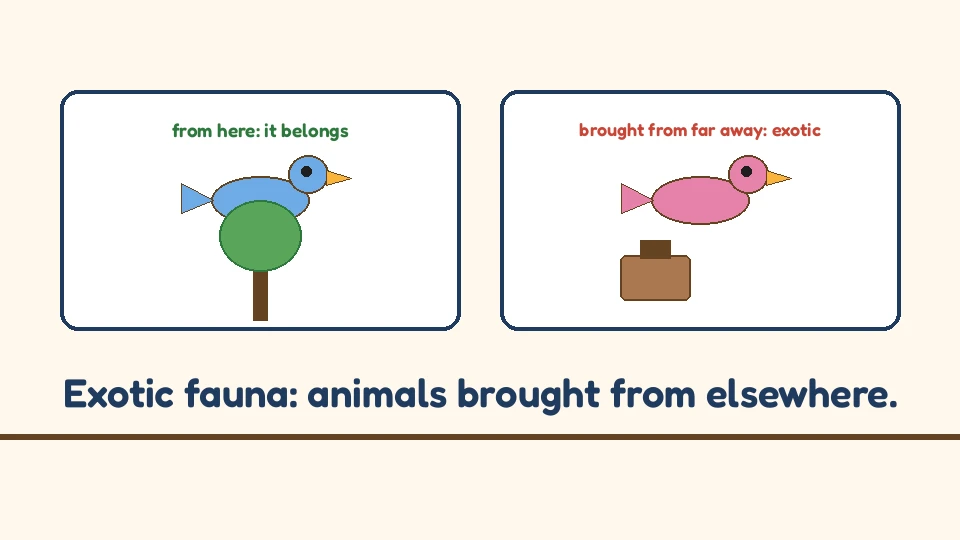 from here: it belongs
brought from far away: exotic
Exotic fauna: animals brought from elsewhere.